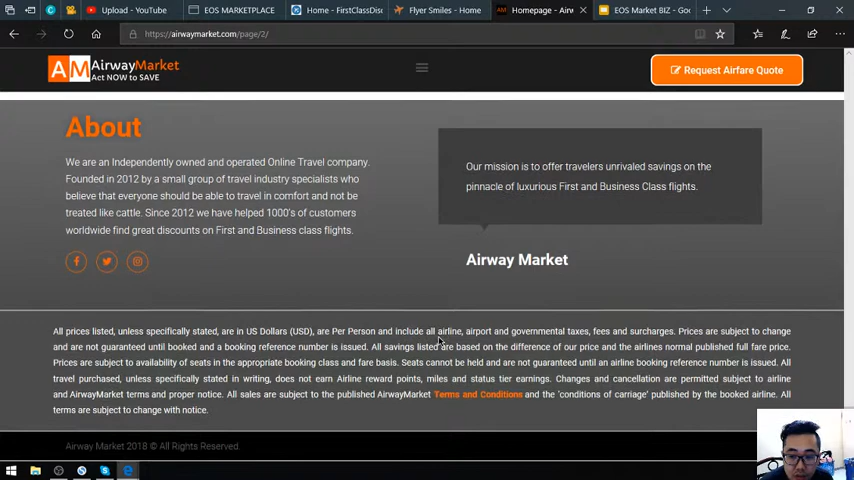 Upload - YouTube
EOS MARKETPLACE
Home - FirstClassDisc
Flyer Smiles - Home
Homepage - Airw
EOS Market BIZ - Goo
https://airwaymarket.com/page/2/
AM AirwayMarket
Act NOW to SAVE
Request Airfare Quote
About
We are an Independently owned and operated Online Travel company.
Founded in 2012 by a small group of travel industry specialists who
believe that everyone should be able to travel in comfort and not be
treated like cattle. Since 2012 we have helped 1000's of customers
worldwide find great discounts on First and Business class flights.
Our mission is to offer travelers unrivaled savings on the
pinnacle of luxurious First and Business Class flights.
Airway Market
All prices listed, unless specifically stated, are in US Dollars (USD), are Per Person and include all airline, airport and governmental taxes, fees and surcharges. Prices are subject to change
and are not guaranteed until booked and a booking reference number is issued. All savings listed are based on the difference of our price and the airlines normal published full fare price.
Prices are subject to availability of seats in the appropriate booking class and fare basis. Seats cannot be held and are not guaranteed until an airline booking reference number is issued. All
travel purchased, unless specifically stated in writing, does not earn Airline reward points, miles and status tier earnings. Changes and cancellation are permitted subject to airline
and AirwayMarket terms and proper notice. All sales are subject to the published AirwayMarket Terms and Conditions and the 'conditions of carriage' published by the booked airline. All
terms are subject to change with notice.
Airway Market 2018 © All Rights Reserved